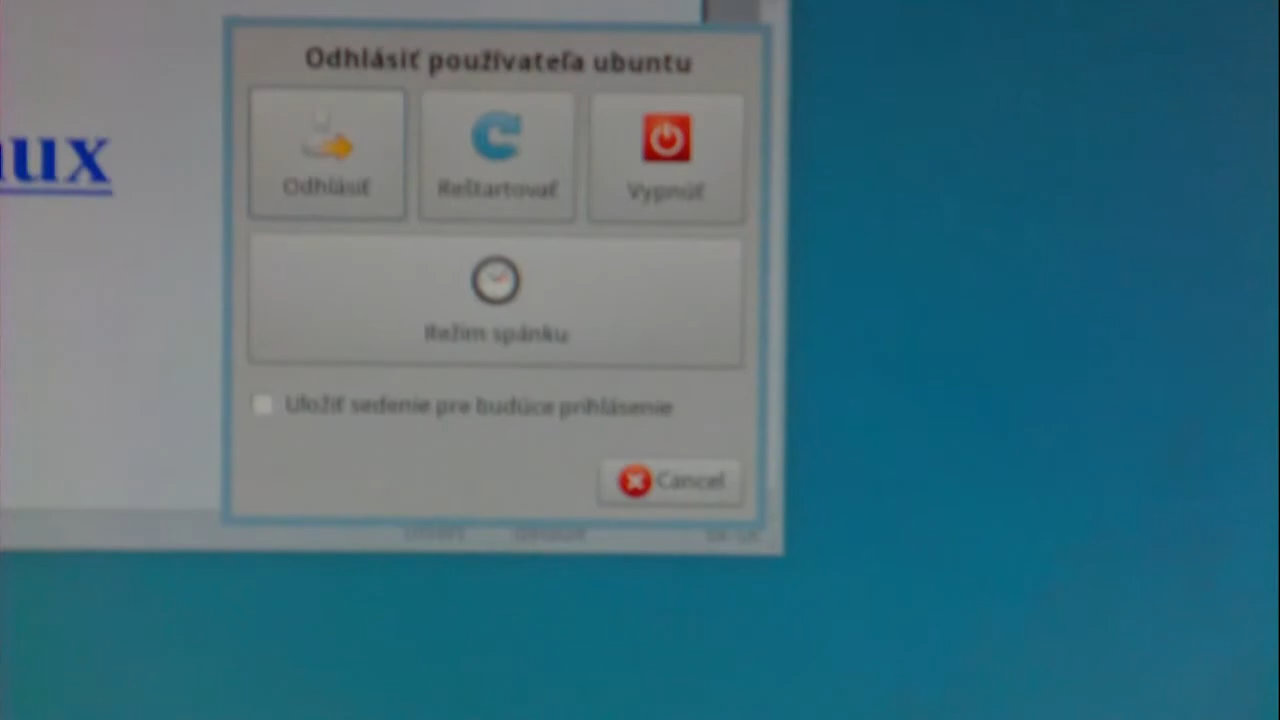 Odhlásiť používateľa ubuntu
ux
Odhlásiť
Reštartovať
Vypnúť
Režim spánku
Uložiť sedenie pre budúce prihlásenie
Cancel